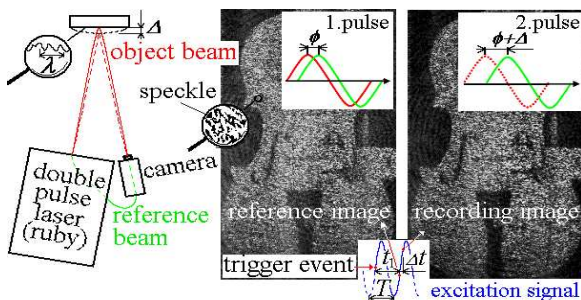 Δ
object beam
λ
speckle
camera
double
pulse
laser
(ruby)
reference
beam
1.pulse
ϕ
reference image
2.pulse
ϕ+Δ
recording image
trigger event
t
Δt
T
excitation signal